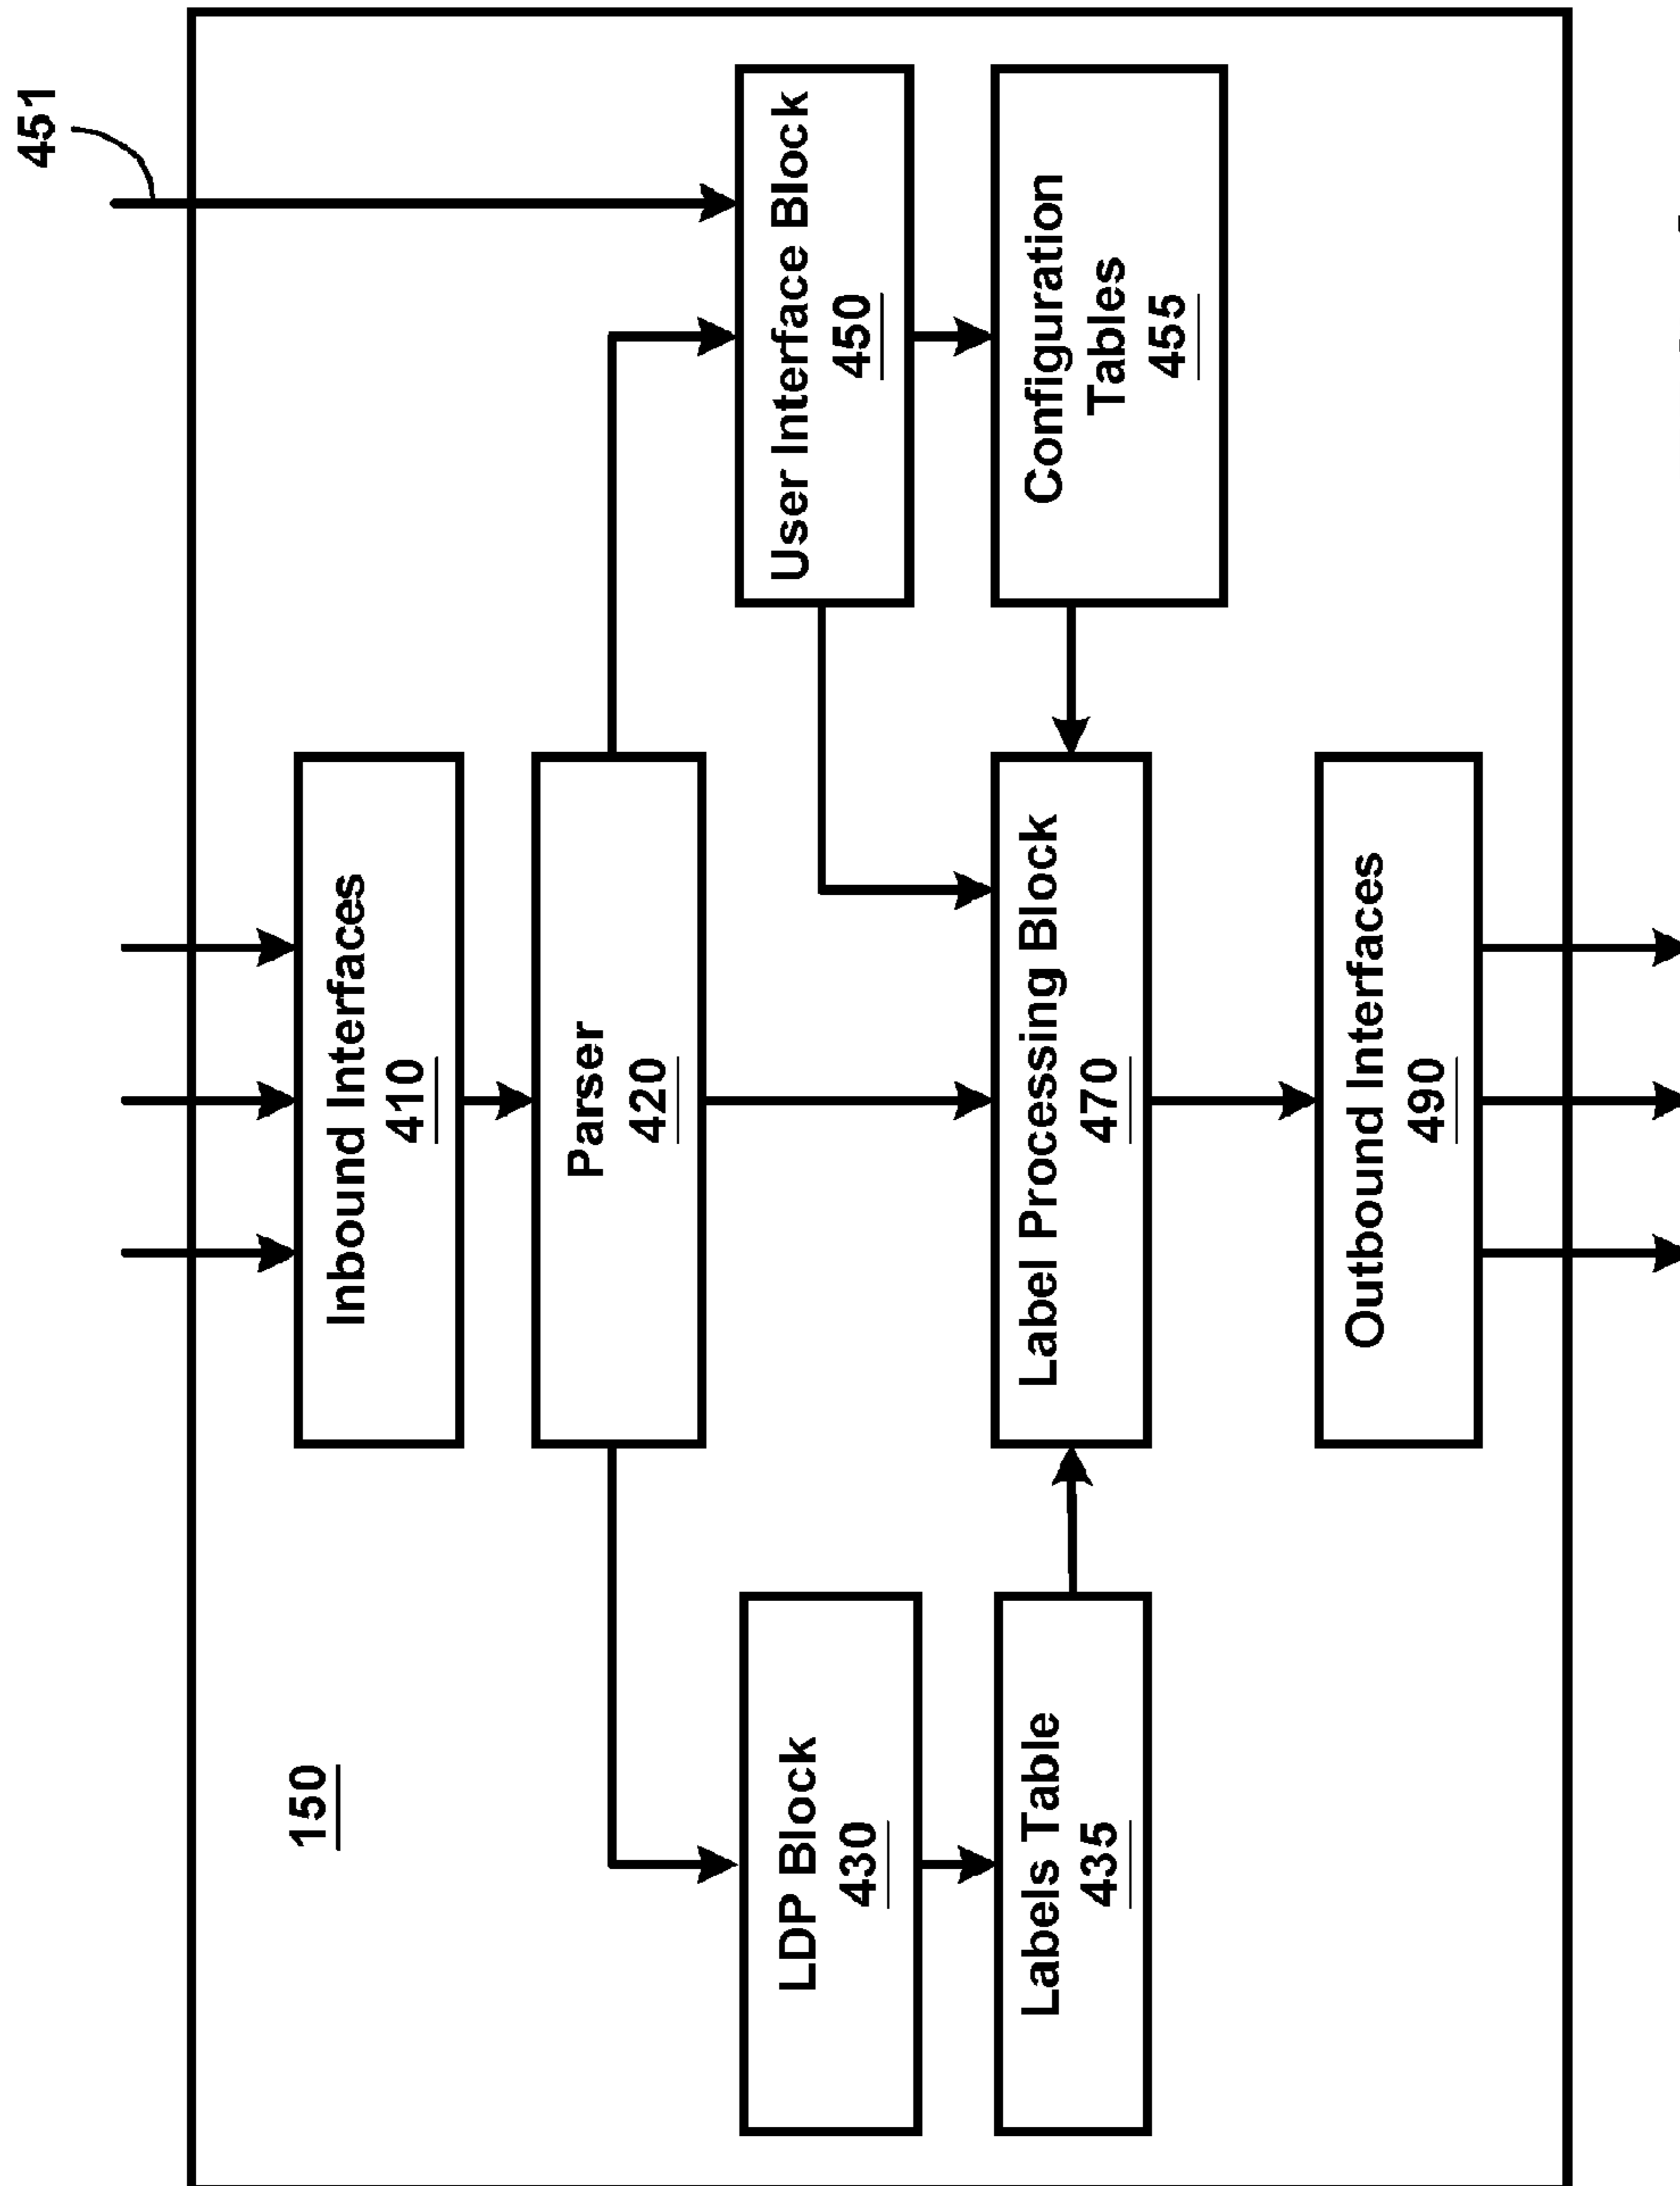 150
451
Inbound Interfaces
410
Parser
420
LDP Block
430
User Interface Block
450
Labels Table
435
Label Processing Block
470
Configuration
Tables
455
Outbound Interfaces
490